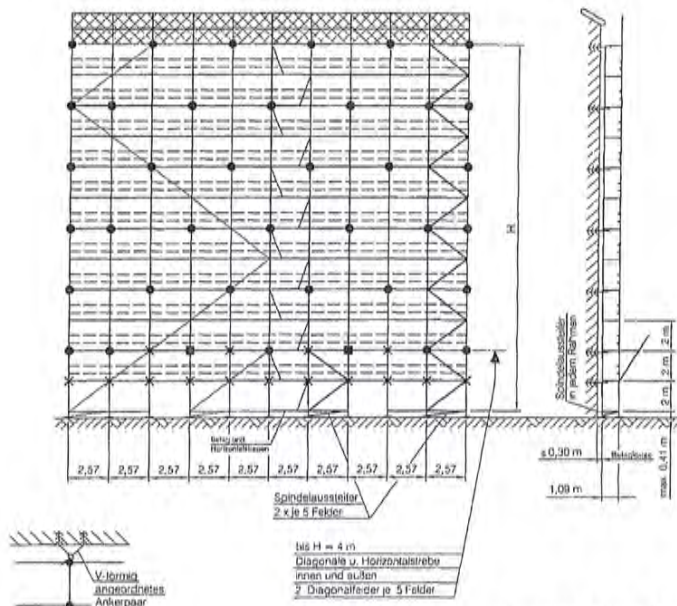 H
Spindelaussteifer
in jedem Rahmen
2 m
2 m
2 m
max. 0,41 m
≤ 0,30 m
1,09 m
Belag und
2,57 2,57 2,57 2,57 2,57 2,57 2,57 2,57 2,57 2,57
Spindelaussteifer
2 x je 5 Felder
bis H = 4 m
Diagonale u. Horizontalstrebe
innen und außen
2 Diagonalfelder je 5 Felder
V-förmig
angeordnetes
Ankerpaar